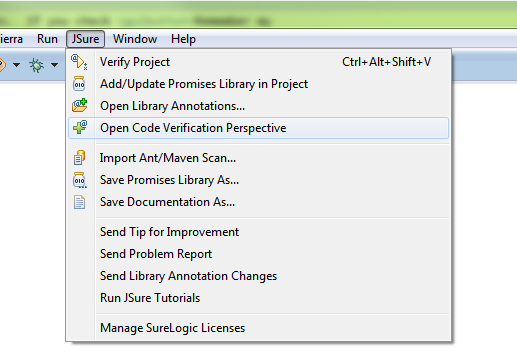 ierra Run JSure Window Help
Verify Project Ctrl+Alt+Shift+V
Add/Update Promises Library in Project
Open Library Annotations...
Open Code Verification Perspective
Import Ant/Maven Scan...
Save Promises Library As...
Save Documentation As...
Send Tip for Improvement
Send Problem Report
Send Library Annotation Changes
Run JSure Tutorials
Manage SureLogic Licenses